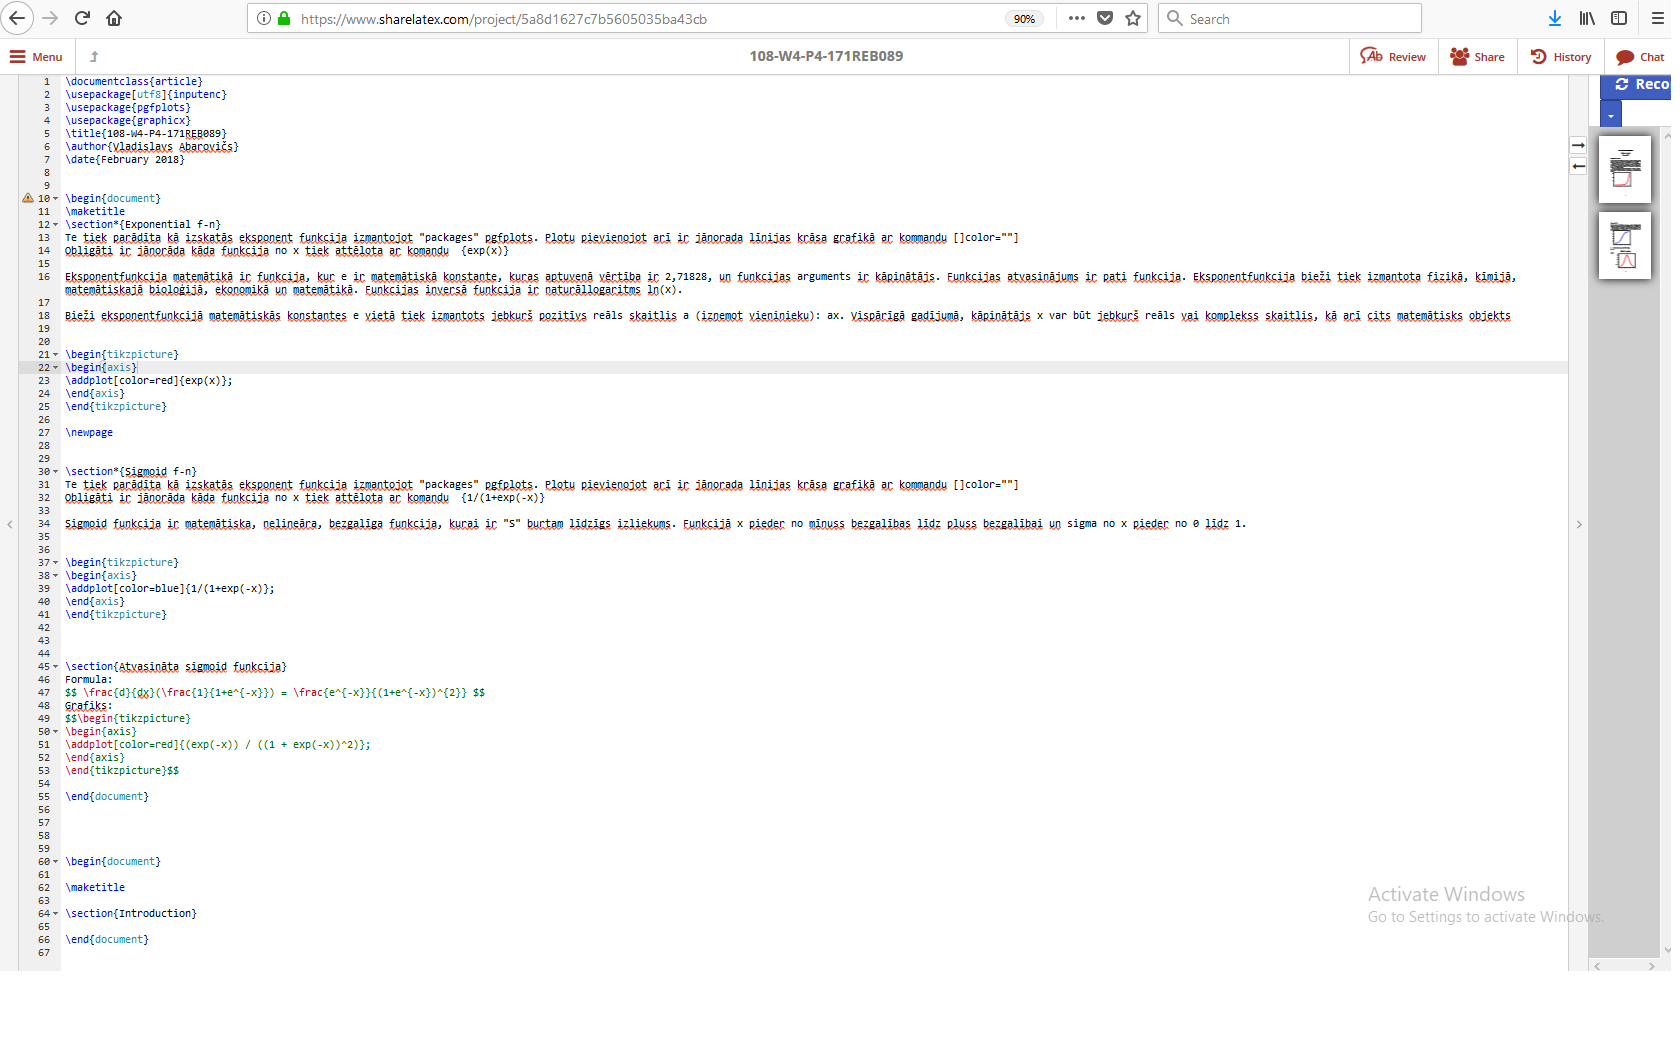 https://www.sharelatex.com/project/5a8d1627c7b5605035ba43cb
90%
Search
Menu
108-W4-P4-171REB089
Review
Share
History
Chat
Reco
1 \documentclass{article}
2 \usepackage[utf8]{inputenc}
3 \usepackage{pgfplots}
4 \usepackage{graphicx}
5 \title{108-W4-P4-171REB089}
6 \author{Vladislavs Abarovičs}
7 \date{February 2018}
8
9
10 \begin{document}
11 \maketitle
12 \section*{Exponential f-n}
13 Te tiek parādīta kā izskatās eksponent funkcija izmantojot "packages" pgfplots. Plotu pievienojot arī ir jānorada līnijas krāsa grafikā ar kommandu []color=""]
14 Obligāti ir jānorāda kāda funkcija no x tiek attēlota ar komandu  {exp(x)}
15
16 Eksponentfunkcija matemātikā ir funkcija, kur e ir matemātiskā konstante, kuras aptuvenā vērtība ir 2,71828, un funkcijas arguments ir kāpinātājs. Funkcijas atvasinājums ir pati funkcija. Eksponentfunkcija bieži tiek izmantota fizikā, ķīmijā,
matemātiskajā bioloģijā, ekonomikā un matemātikā. Funkcijas inversā funkcija ir naturāllogaritms ln(x).
17
18 Bieži eksponentfunkcijā matemātiskās konstantes e vietā tiek izmantots jebkurš pozitīvs reāls skaitlis a (izņemot vieninieku): ax. Vispārīgā gadījumā, kāpinātājs x var būt jebkurš reāls vai komplekss skaitlis, kā arī cits matemātisks objekts
19
20
21 \begin{tikzpicture}
22 \begin{axis}
23 \addplot[color=red]{exp(x)};
24 \end{axis}
25 \end{tikzpicture}
26
27 \newpage
28
29
30 \section*{Sigmoid f-n}
31 Te tiek parādīta kā izskatās eksponent funkcija izmantojot "packages" pgfplots. Plotu pievienojot arī ir jānorada līnijas krāsa grafikā ar kommandu []color=""]
32 Obligāti ir jānorāda kāda funkcija no x tiek attēlota ar komandu  {1/(1+exp(-x)}
33
34 Sigmoid funkcija ir matemātiska, nelineāra, bezgalīga funkcija, kurai ir "S" burtam līdzīgs izliekums. Funkcijā x pieder no mīnuss bezgalības līdz pluss bezgalībai un sigma no x pieder no 0 līdz 1.
35
36
37 \begin{tikzpicture}
38 \begin{axis}
39 \addplot[color=blue]{1/(1+exp(-x)};
40 \end{axis}
41 \end{tikzpicture}
42
43
44
45 \section{Atvasināta sigmoid funkcija}
46 Formula:
47 $$ \frac{d}{dx}(\frac{1}{1+e^{-x}}) = \frac{e^{-x}}{(1+e^{-x})^{2}} $$
48 Grafiks:
49 $$\begin{tikzpicture}
50 \begin{axis}
51 \addplot[color=red]{(exp(-x)) / ((1 + exp(-x))^2)};
52 \end{axis}
53 \end{tikzpicture}$$
54
55 \end{document}
56
57
58
59
60 \begin{document}
61
62 \maketitle
63
64 \section{Introduction}
65
66 \end{document}
67
Activate Windows
Go to Settings to activate Windows.